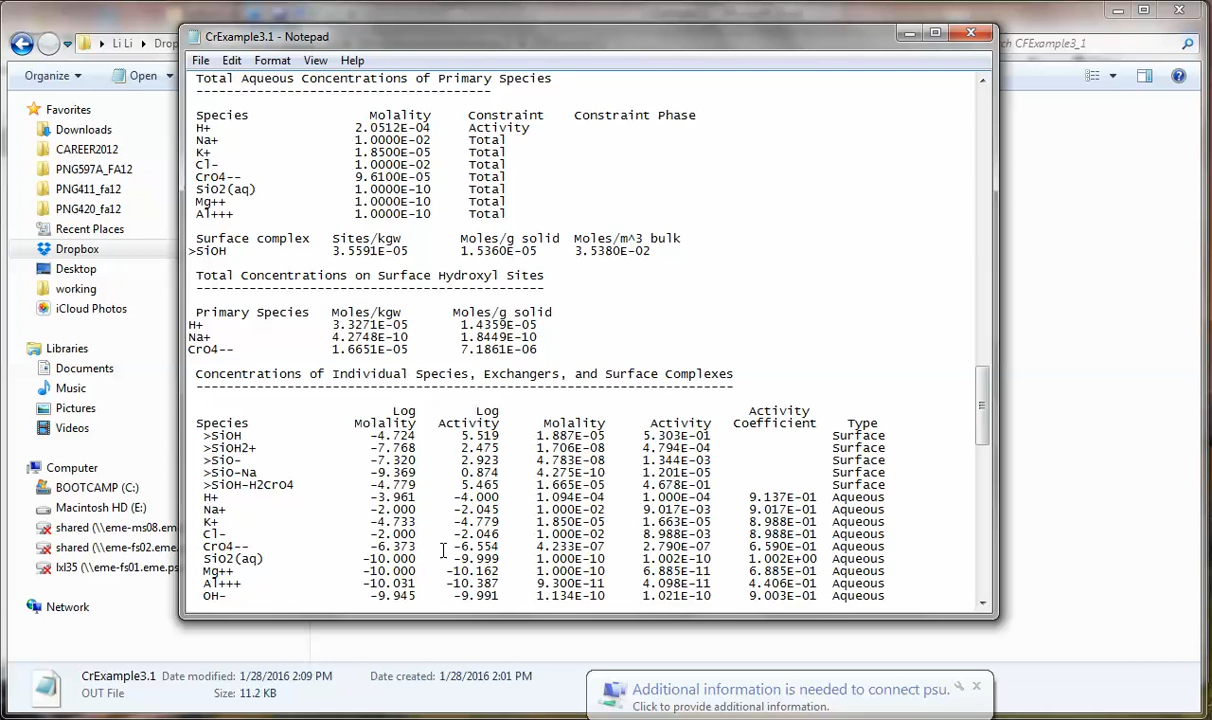 Li Li
Drop
CrExample3.1 - Notepad
ch CFExample3_1
File Edit Format View Help
Organize
Open
Favorites
Downloads
CAREER2012
PNG597A_FA12
PNG411_fa12
PNG420_fa12
Recent Places
Dropbox
Desktop
working
iCloud Photos
Libraries
Documents
Music
Pictures
Videos
Computer
BOOTCAMP (C:)
Macintosh HD (E:)
shared (\\eme-ms08.eme
shared (\\eme-fs02.eme.
lxl35 (\\eme-fs01.eme.ps
Network
Total Aqueous Concentrations of Primary Species
-----------------------------------------
Species Molality Constraint Constraint Phase
H+ 2.0512E-04 Activity
Na+ 1.0000E-02 Total
K+ 1.8500E-05 Total
Cl- 1.0000E-02 Total
CrO4-- 9.6100E-05 Total
SiO2(aq) 1.0000E-10 Total
Mg++ 1.0000E-10 Total
Al+++ 1.0000E-10 Total
Surface complex Sites/kgw Moles/g solid Moles/m^3 bulk
>SiOH 3.5591E-05 1.5360E-05 3.5380E-02
Total Concentrations on Surface Hydroxyl Sites
------------------------------------------------
Primary Species Moles/kgw Moles/g solid
H+ 3.3271E-05 1.4359E-05
Na+ 4.2748E-10 1.8449E-10
CrO4-- 1.6651E-05 7.1861E-06
Concentrations of Individual Species, Exchangers, and Surface Complexes
--------------------------------------------------------------------------
Log Log Activity
Species Molality Activity Molality Activity Coefficient Type
>SiOH -4.724 5.519 1.887E-05 5.303E-01 Surface
>SiOH2+ -7.768 2.475 1.706E-08 4.794E-04 Surface
>SiO- -7.320 2.923 4.783E-08 1.344E-03 Surface
>SiO-Na -9.369 0.874 4.275E-10 1.201E-05 Surface
>SiOH-H2CrO4 -4.779 5.465 1.665E-05 4.678E-01 Surface
H+ -3.961 -4.000 1.094E-04 1.000E-04 9.137E-01 Aqueous
Na+ -2.000 -2.045 1.000E-02 9.017E-03 9.017E-01 Aqueous
K+ -4.733 -4.779 1.850E-05 1.663E-05 8.988E-01 Aqueous
Cl- -2.000 -2.046 1.000E-02 8.988E-03 8.988E-01 Aqueous
CrO4-- -6.373 -6.554 4.233E-07 2.790E-07 6.590E-01 Aqueous
SiO2(aq) -10.000 -9.999 1.000E-10 1.002E-10 1.002E+00 Aqueous
Mg++ -10.000 -10.162 1.000E-10 6.885E-11 6.885E-01 Aqueous
Al+++ -10.031 -10.387 9.300E-11 4.098E-11 4.406E-01 Aqueous
OH- -9.945 -9.991 1.134E-10 1.021E-10 9.003E-01 Aqueous
CrExample3.1 Date modified: 1/28/2016 2:09 PM Date created: 1/28/2016 2:01 PM
OUT File Size: 11.2 KB
Additional information is needed to connect psu.
Click to provide additional information.